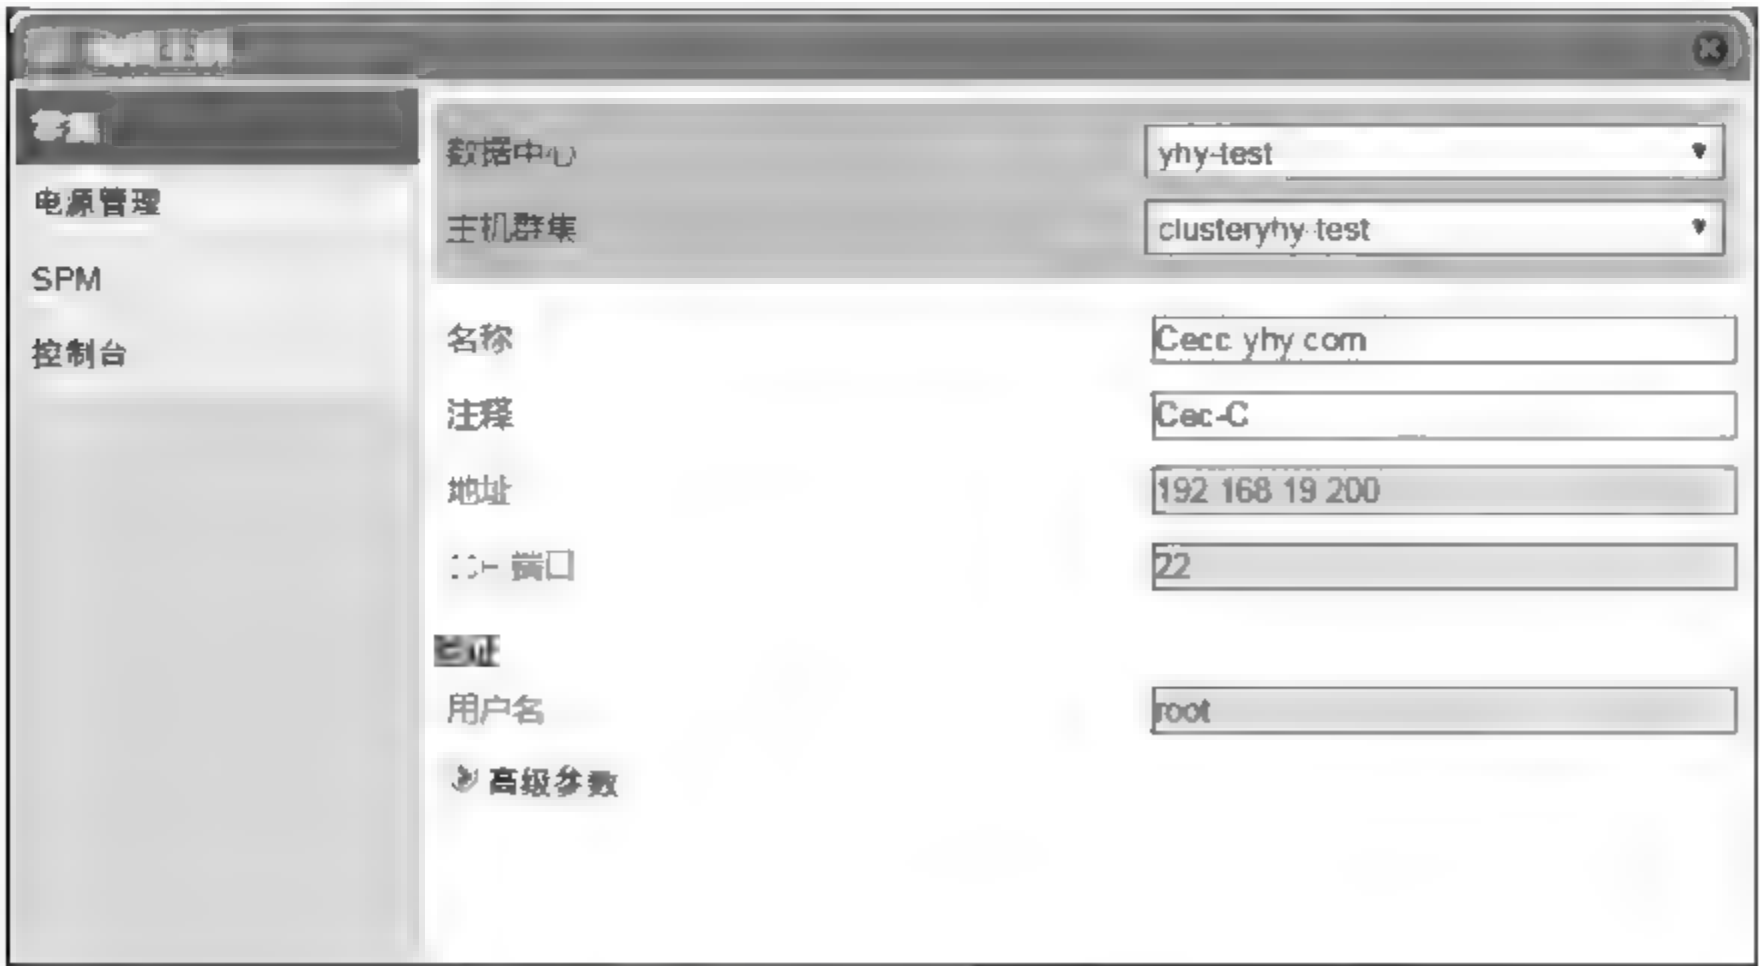 电源管理
SPM
控制台
数据中心 yhy-test
主机群集 clusteryhy test
名称 Cecc yhy com
注释 Cec-C
地址 192 168 19 200
端口 22
验证
用户名 root
高级参数